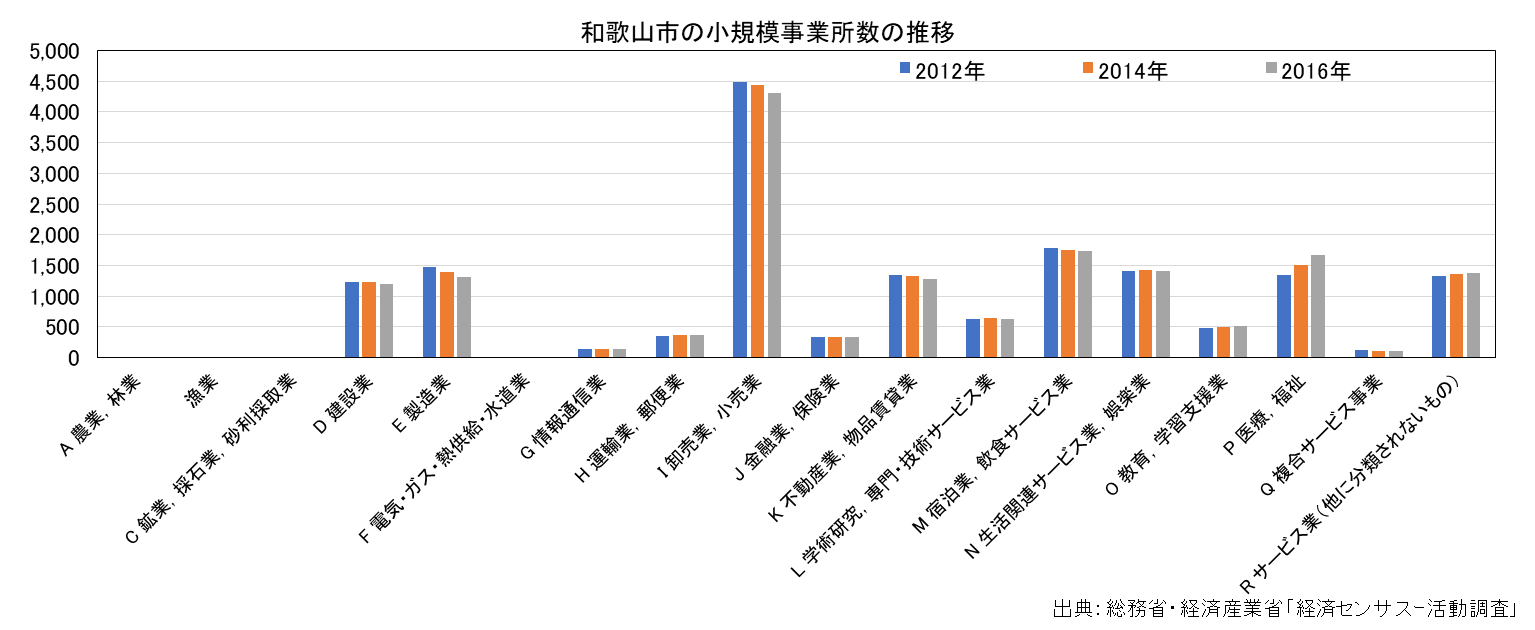 和歌山市の小規模事業所数の推移
5,000
4,500
4,000
3,500
3,000
2,500
2,000
1,500
1,000
500
0
2012年
2014年
2016年
A 農業，林業
漁業
C 鉱業，採石業，砂利採取業
D 建設業
E 製造業
F 電気・ガス・熱供給・水道業
G 情報通信業
H 運輸業，郵便業
I 卸売業，小売業
J 金融業，保険業
K 不動産業，物品賃貸業
L 学術研究，専門・技術サービス業
M 宿泊業，飲食サービス業
N 生活関連サービス業，娯楽業
O 教育，学習支援業
P 医療，福祉
Q 複合サービス事業
R サービス業（他に分類されないもの）
出典：総務省・経済産業省「経済センサス−活動調査」